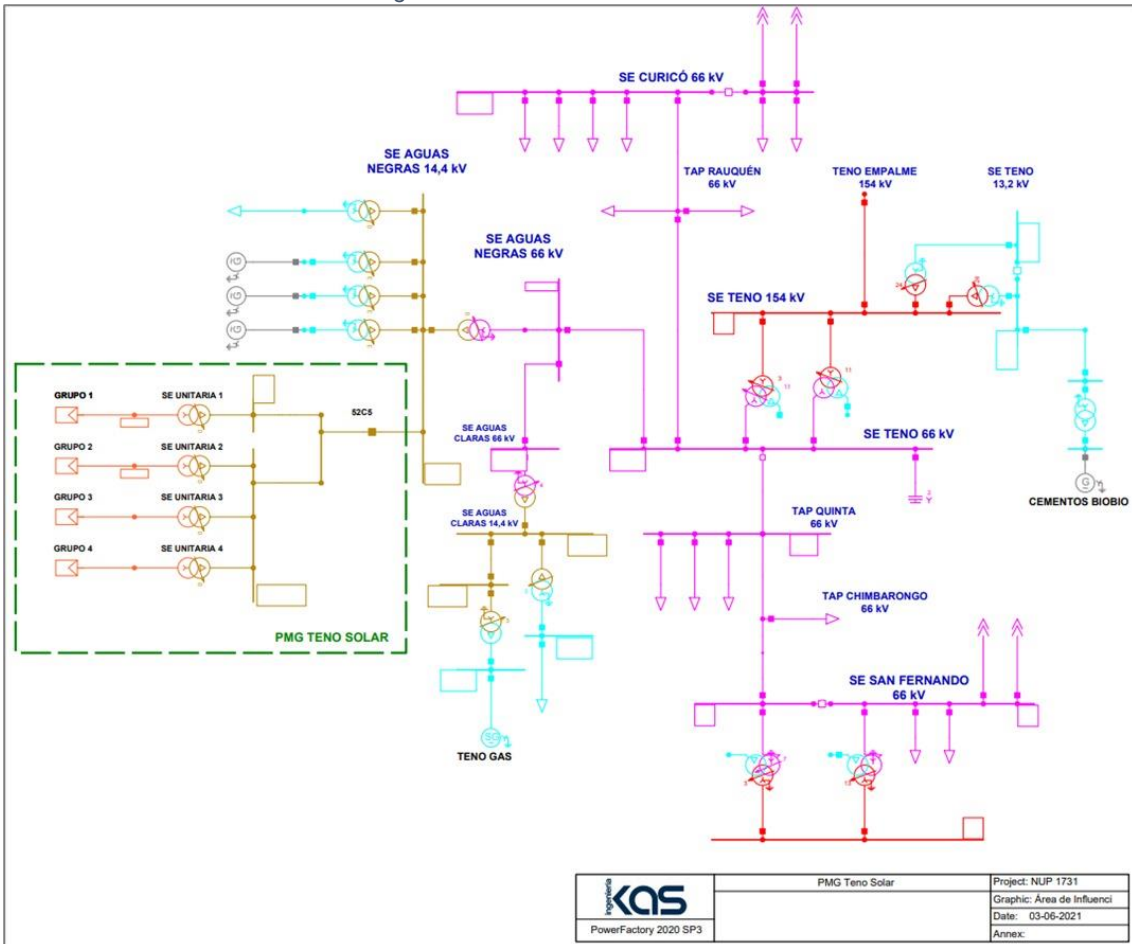 SE CURICÓ 66 kV
SE AGUAS
NEGRAS 14,4 kV
TAP RAUQUÉN
66 kV
TENO EMPALME
154 kV
SE TENO
13,2 kV
SE AGUAS
NEGRAS 66 kV
SE TENO 154 kV
GRUPO 1
SE UNITARIA 1
52C5
GRUPO 2
SE UNITARIA 2
GRUPO 3
SE UNITARIA 3
GRUPO 4
SE UNITARIA 4
PMG TENO SOLAR
SE AGUAS
CLARAS 66 kV
SE TENO 66 kV
CEMENTOS BIOBIO
SE AGUAS
CLARAS 14,4 kV
TAP QUINTA
66 kV
TAP CHIMBARONGO
66 kV
SE SAN FERNANDO
66 kV
TENO GAS
ingeniería
KAS
PowerFactory 2020 SP3
PMG Teno Solar
Project: NUP 1731
Graphic: Área de Influenci
Date: 03-06-2021
Annex: